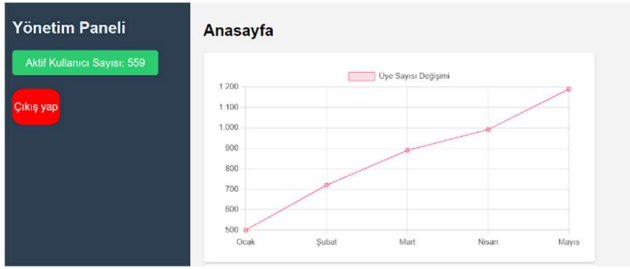 Yönetim Paneli
Aktif Kullanıcı Sayısı: 559
Çıkış yap
Anasayfa
Üye Sayısı Değişimi
1.200
1.100
1.000
900
800
700
600
500
Ocak Şubat Mart Nisan Mayıs